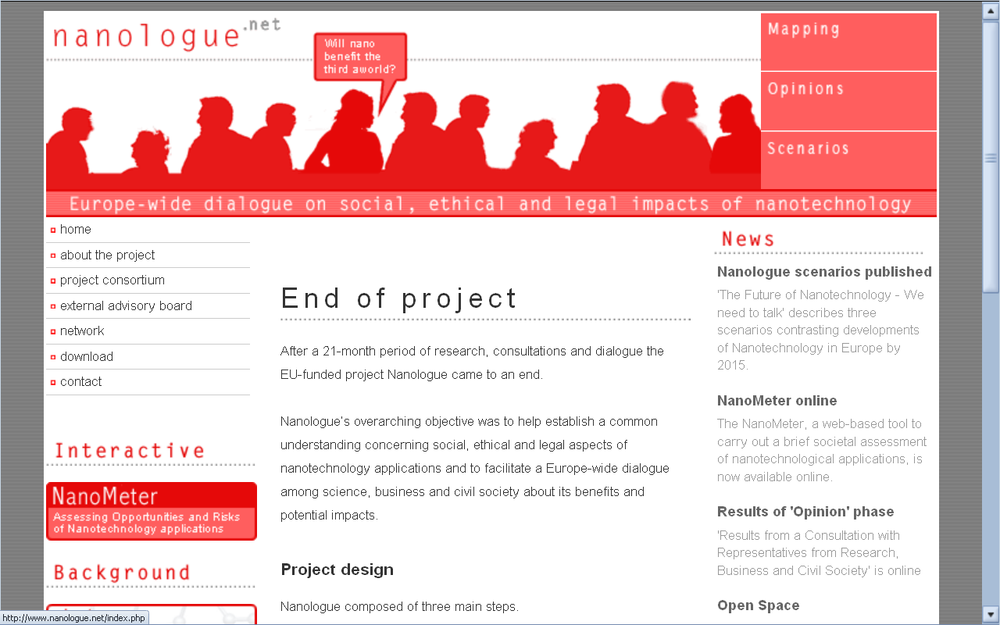 nanologue.net
Will nano
benefit the
third aworld?
Mapping
Opinions
Scenarios
Europe-wide dialogue on social, ethical and legal impacts of nanotechnology
home
about the project
project consortium
external advisory board
network
download
contact
Interactive
NanoMeter
Assessing Opportunities and Risks
of Nanotechnology applications
Background
End of project
After a 21-month period of research, consultations and dialogue the
EU-funded project Nanologue came to an end.
Nanologue's overarching objective was to help establish a common
understanding concerning social, ethical and legal aspects of
nanotechnology applications and to facilitate a Europe-wide dialogue
among science, business and civil society about its benefits and
potential impacts.
Project design
Nanologue composed of three main steps.
News
Nanologue scenarios published
'The Future of Nanotechnology - We
need to talk' describes three
scenarios contrasting developments
of Nanotechnology in Europe by
2015.
NanoMeter online
The NanoMeter, a web-based tool to
carry out a brief societal assessment
of nanotechnological applications, is
now available online.
Results of 'Opinion' phase
'Results from a Consultation with
Representatives from Research,
Business and Civil Society' is online
Open Space
http://www.nanologue.net/index.php